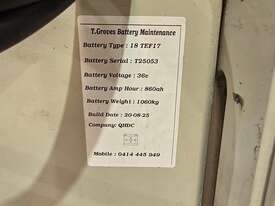 T.Groves Battery Maintenance
Battery Type : 18 TEF17
Battery Serial : T25053
Battery Voltage : 36v
Battery Amp Hour : 860ah
Battery Weight : 1060kg
Build Date : 20-08-25
Company: QHDC
Mobile : 0414 445 949